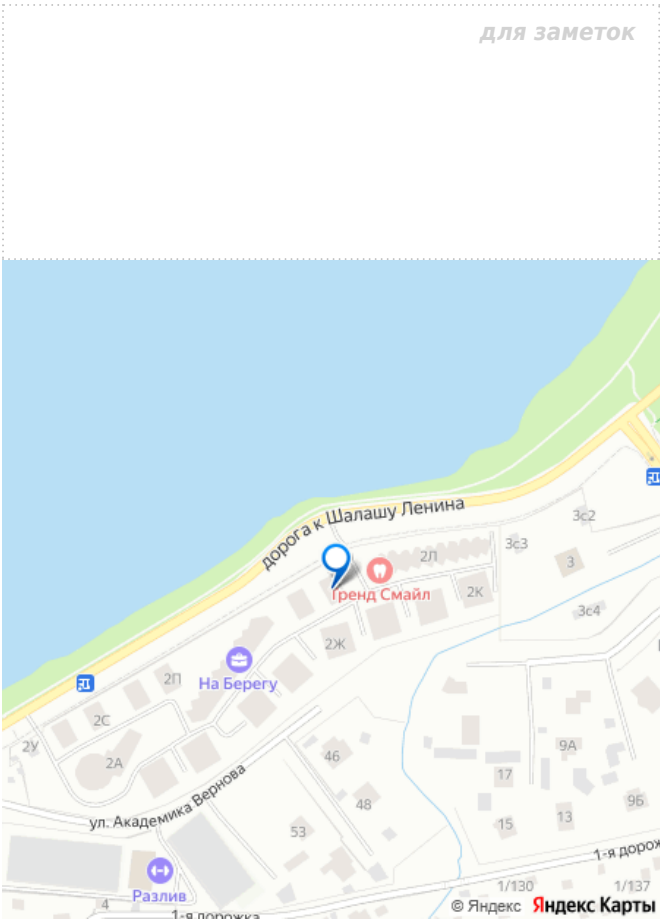 для заметок
дорога к Шалашу Ленина
3с2
3с3
2Л
3
Тренд Смайл
2К
3с4
2Ж
На Берегу
2П
2С
2У
2А
46
9А
17
ул. Академика Вернова
48
9Б
13
15
53
1-я дорож
Разлив
1/130
1/137
4
1-я дорожка
© Яндекс Яндекс Карты